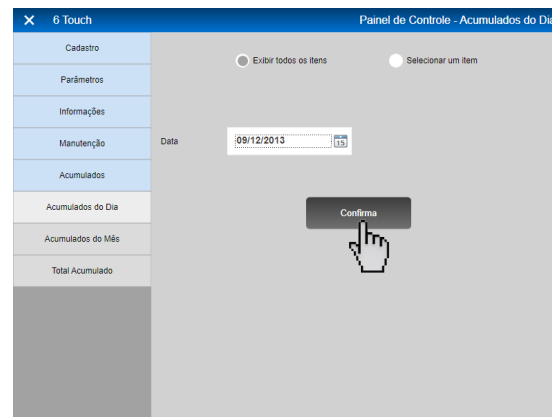 6 Touch
Painel de Controle - Acumulados do Dia
Cadastro
Parâmetros
Informações
Manutenção
Acumulados
Acumulados do Dia
Acumulados do Mês
Total Acumulado
Exibir todos os itens
Selecionar um item
Data
09/12/2013
15
Confirma